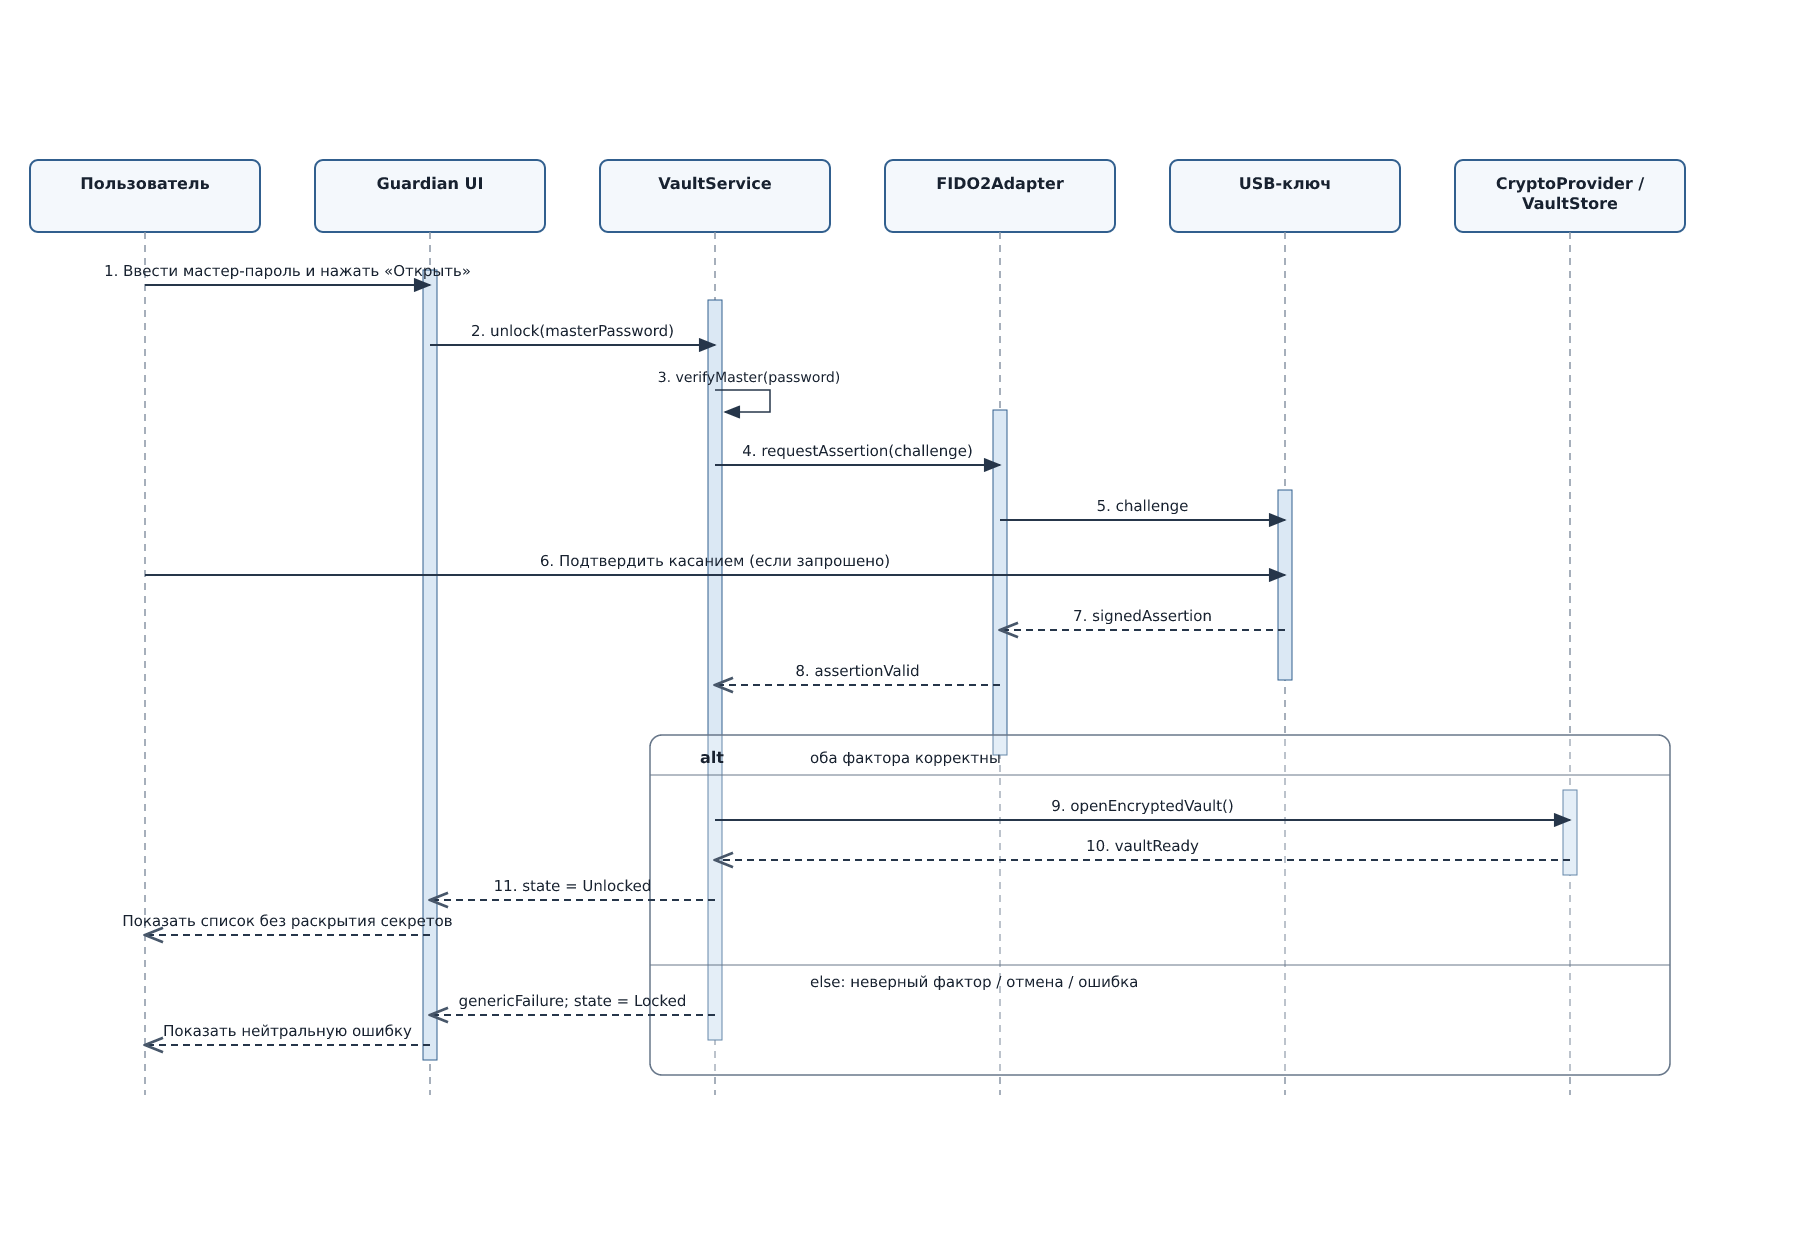 Пользователь
Guardian UI
VaultService
FIDO2Adapter
USB-ключ
CryptoProvider /
VaultStore
1. Ввести мастер-пароль и нажать «Открыть»
2. unlock(masterPassword)
3. verifyMaster(password)
4. requestAssertion(challenge)
5. challenge
6. Подтвердить касанием (если запрошено)
7. signedAssertion
8. assertionValid
alt
оба фактора корректны
9. openEncryptedVault()
10. vaultReady
11. state = Unlocked
Показать список без раскрытия секретов
else: неверный фактор / отмена / ошибка
genericFailure; state = Locked
Показать нейтральную ошибку